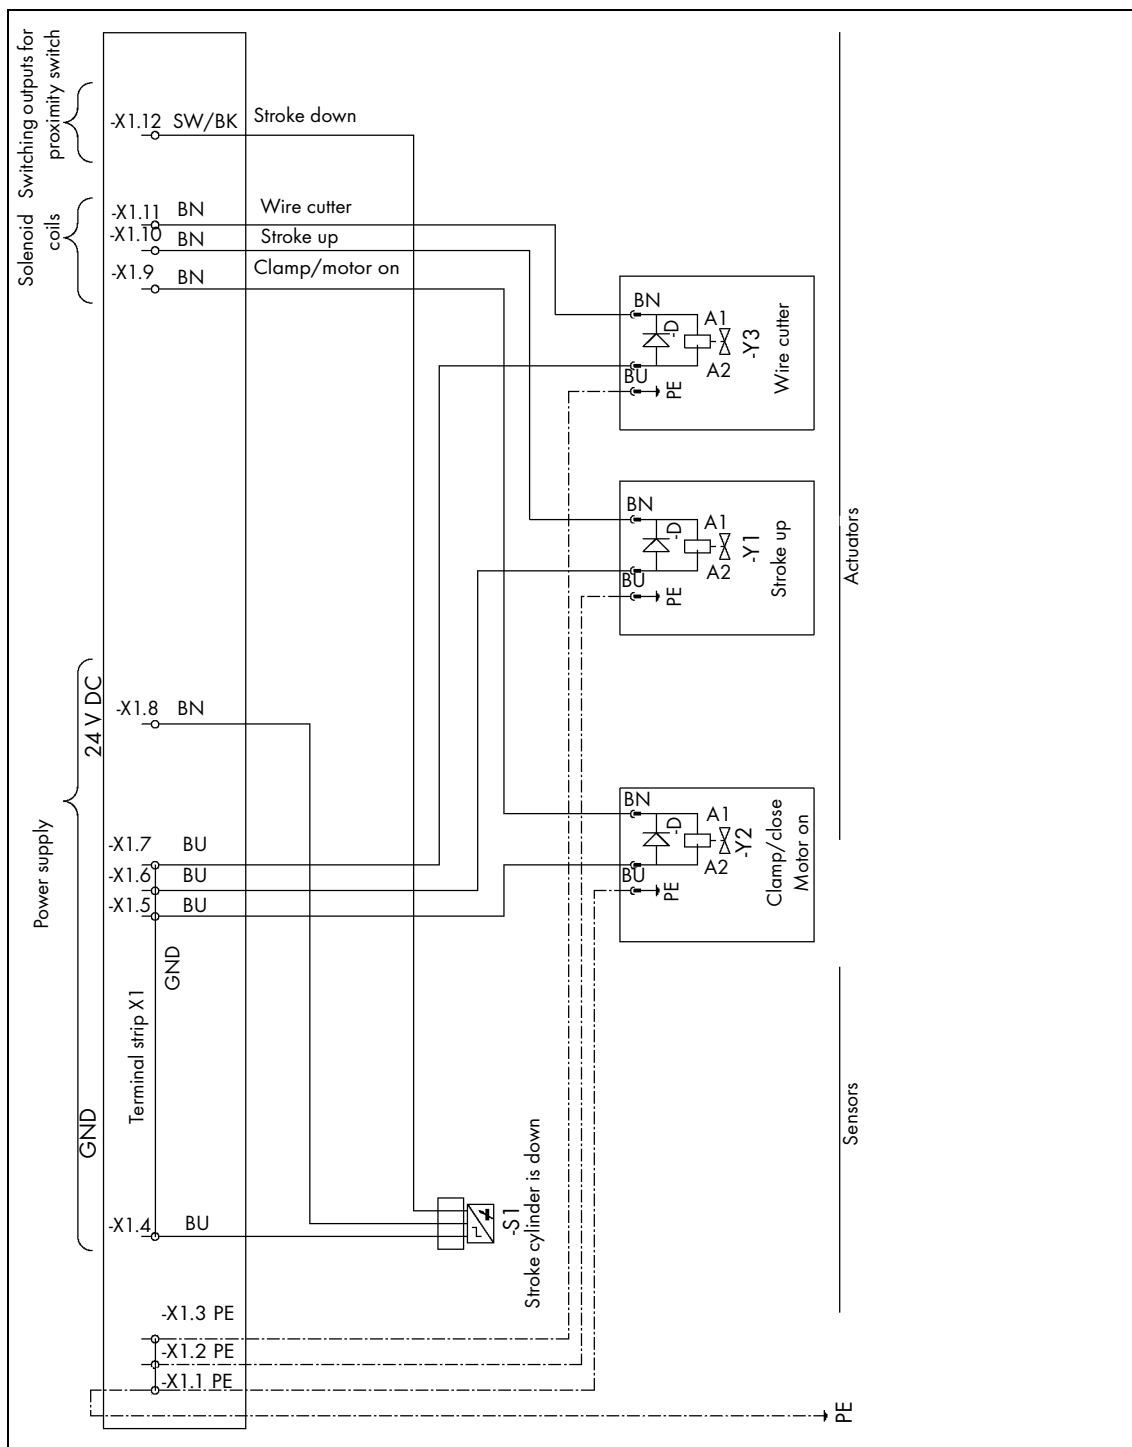 Switching outputs for
proximity switch
-X1.12 SW/BK Stroke down
Solenoid
coils
-X1.11 BN Wire cutter
-X1.10 BN Stroke up
-X1.9 BN Clamp/motor on
BN
A1
-D
A2
BU
PE
-Y3
Wire cutter
BN
A1
-D
A2
BU
PE
-Y1
Stroke up
Actuators
Power supply
24 V DC
-X1.8 BN
-X1.7 BU
-X1.6 BU
-X1.5 BU
GND
BN
A1
-D
A2
BU
PE
-Y2
Clamp/close
Motor on
Terminal strip X1
GND
-X1.4 BU
-S1
Stroke cylinder is down
Sensors
-X1.3 PE
-X1.2 PE
-X1.1 PE
PE